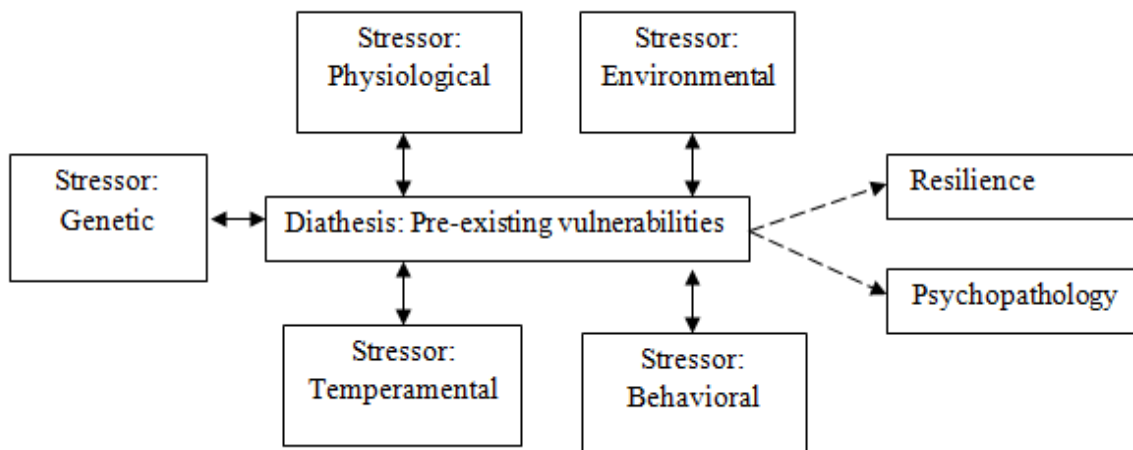 Stressor:
Physiological
Stressor:
Environmental
Stressor:
Genetic
Diathesis: Pre-existing vulnerabilities
Resilience
Psychopathology
Stressor:
Temperamental
Stressor:
Behavioral